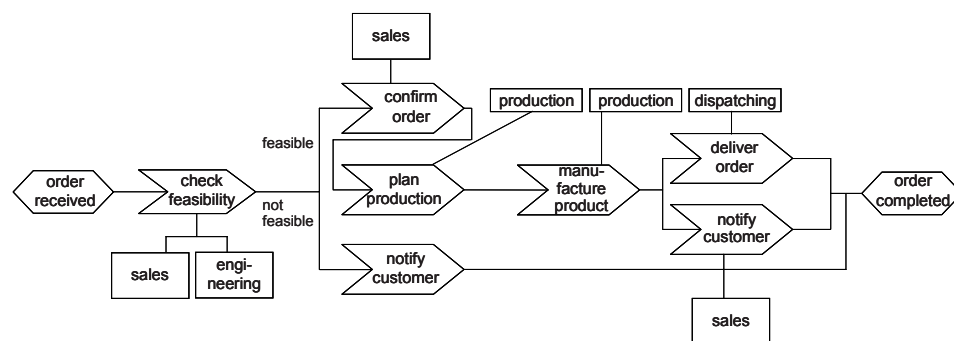 sales
confirm
order
production
production
dispatching
feasible
deliver
order
order
received
check
feasibility
plan
production
manu-
facture
product
order
completed
not
feasible
notify
customer
sales
engi-
neering
notify
customer
sales